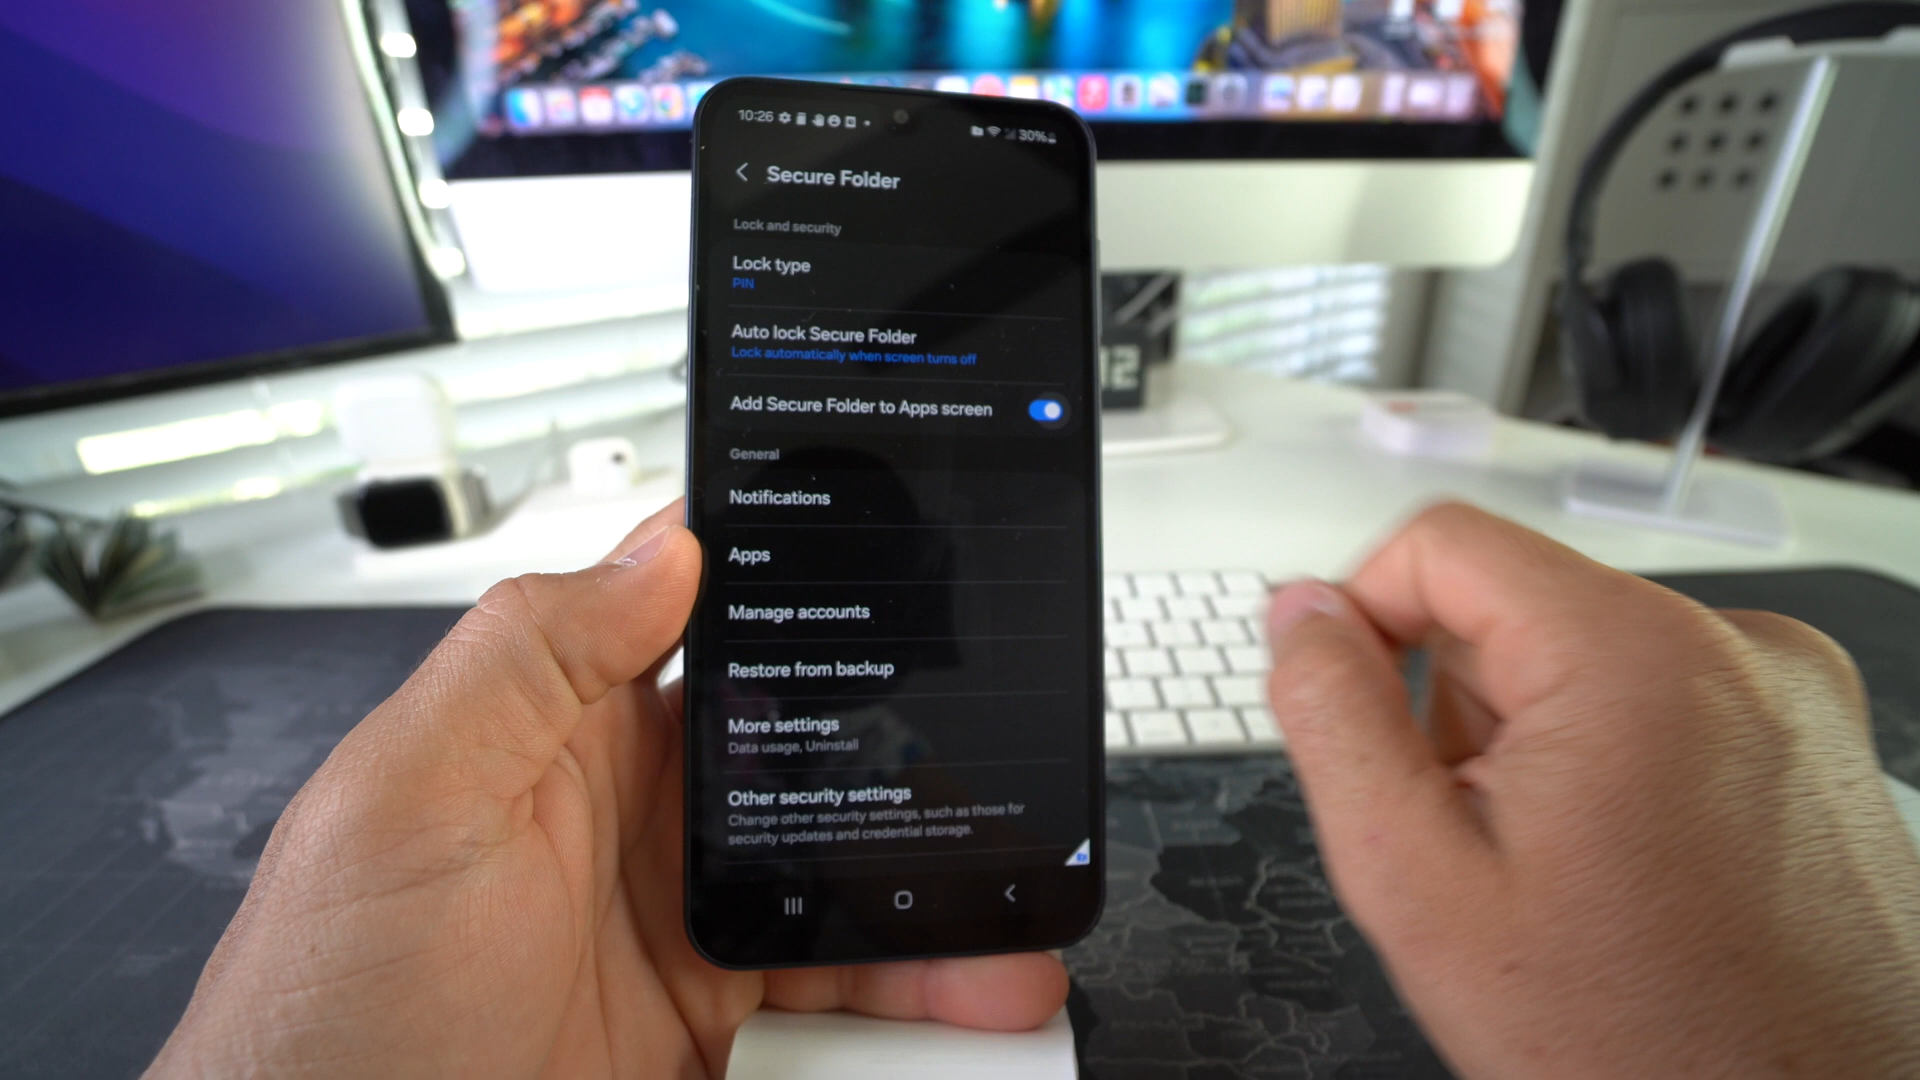 10:26
30%
Secure Folder
Lock and security
Lock type
PIN
Auto lock Secure Folder
Lock automatically when screen turns off
Add Secure Folder to Apps screen
General
Notifications
Apps
Manage accounts
Restore from backup
More settings
Data usage, Uninstall
Other security settings
Change other security settings, such as those for
security updates and credential storage.
12